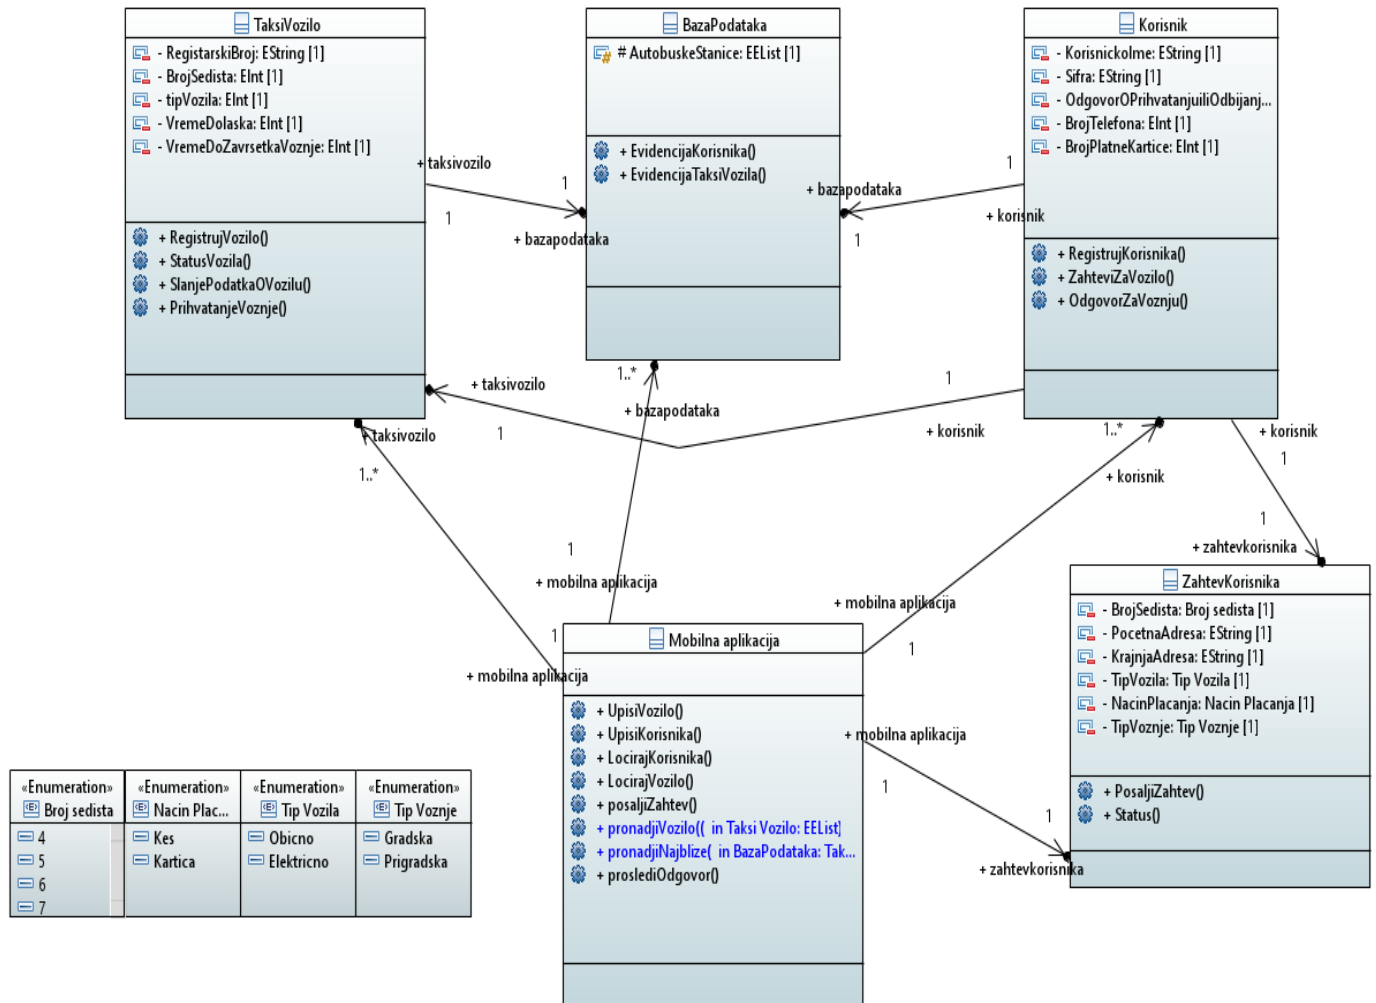 TaksiVozilo
- RegistarskiBroj: EString [1]
- BrojSedista: EInt [1]
- tipVozila: EInt [1]
- VremeDolaska: EInt [1]
- VremeDoZavrsetkaVoznje: EInt [1]
+ RegistrujVozilo()
+ StatusVozila()
+ SlanjePodatkaOVozilu()
+ PrihvatanjeVoznje()
BazaPodataka
# AutobuskeStanice: EEList [1]
+ EvidencijaKorisnika()
+ EvidencijaTaksiVozila()
Korisnik
- KorisnickoIme: EString [1]
- Sifra: EString [1]
- OdgovorOPrihvatanjuiliOdbijanj...
- BrojTelefona: EInt [1]
- BrojPlatneKartice: EInt [1]
+ RegistrujKorisnika()
+ ZahteviZaVozilo()
+ OdgovorZaVoznju()
+ taksivozilo
1
1
+ bazapodataka
1
+ bazapodataka
+ korisnik
1
+ taksivozilo
1
1
+ korisnik
1..*
+ bazapodataka
1
+ mobilna aplikacija
+ taksivozilo
1..*
1
+ mobilna aplikacija
1..*
+ korisnik
+ mobilna aplikacija
1
+ korisnik
1
1
+ zahtevkorisnika
+ mobilna aplikacija
1
1
+ zahtevkorisnika
Mobilna aplikacija
+ UpisiVozilo()
+ UpisiKorisnika()
+ LocirajKorisnika()
+ LocirajVozilo()
+ posaljiZahtev()
+ pronadjiVozilo(( in Taksi Vozilo: EEList)
+ pronadjiNajblize( in BazaPodataka: Tak...
+ proslediOdgovor()
ZahtevKorisnika
- BrojSedista: Broj sedista [1]
- PocetnaAdresa: EString [1]
- KrajnjaAdresa: EString [1]
- TipVozila: Tip Vozila [1]
- NacinPlacanja: Nacin Placanja [1]
- TipVoznje: Tip Voznje [1]
+ PosaljiZahtev()
+ Status()
«Enumeration»
Broj sedista
4
5
6
7
«Enumeration»
Nacin Plac...
Kes
Kartica
«Enumeration»
Tip Vozila
Obicno
Elektricno
«Enumeration»
Tip Voznje
Gradska
Prigradska